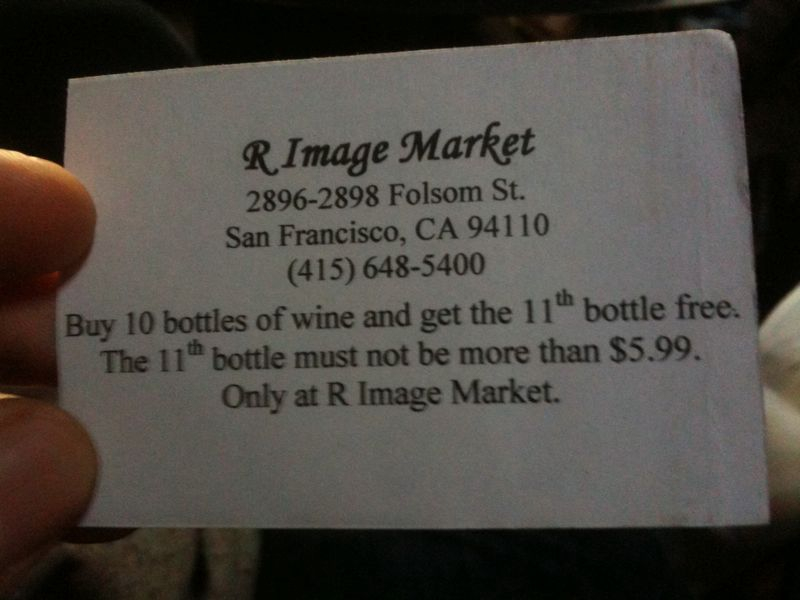 R Image Market
2896-2898 Folsom St.
San Francisco, CA 94110
(415) 648-5400
Buy 10 bottles of wine and get the 11th bottle free.
The 11th bottle must not be more than $5.99.
Only at R Image Market.